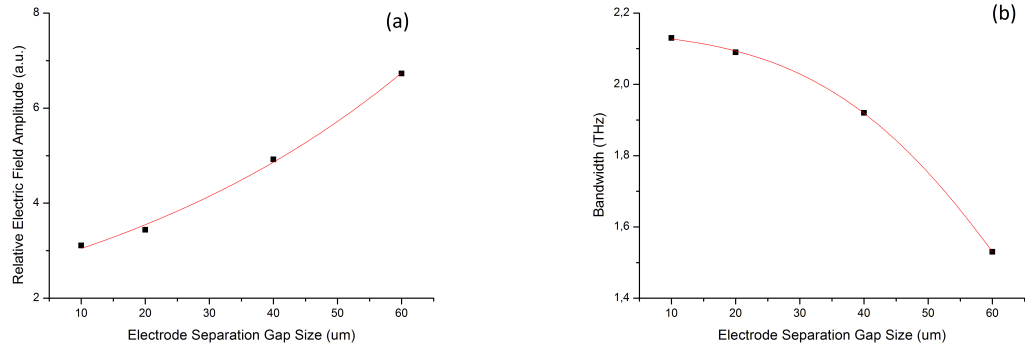 (a)
8
6
4
2
Relative Electric Field Amplitude (a.u.)
10 20 30 40 50 60
Electrode Separation Gap Size (um)
(b)
2,2
2,0
1,8
1,6
1,4
Bandwidth (THz)
10 20 30 40 50 60
Electrode Separation Gap Size (um)